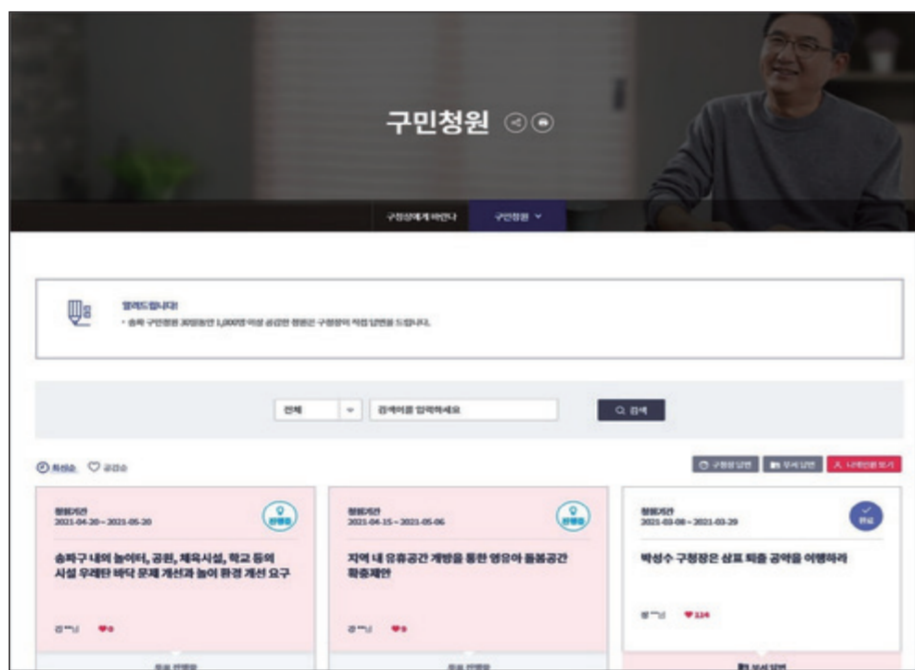 구민청원
구청장에게 바란다 구민청원
알려드립니다!
• 송파 구민청원 30일동안 1,000명 이상 공감한 청원은 구청장이 직접 답변을 드립니다.
전체 검색어를 입력하세요 검색
최신순 공감순 구청장 답변 부서 답변 나의민원 보기
청원기간
2021-04-20 ~ 2021-05-20
진행중
송파구 내의 놀이터, 공원, 체육시설, 학교 등의
시설 우레탄 바닥 문제 개선과 놀이 환경 개선 요구
김**님 0
청원기간
2021-04-15 ~ 2021-05-06
진행중
지역 내 유휴공간 개방을 통한 영유아 돌봄공간
확충제안
9
청원기간
2021-03-08 ~ 2021-03-29
완료
박성수 구청장은 삼표 퇴출 공약을 이행하라
124
부서 답변